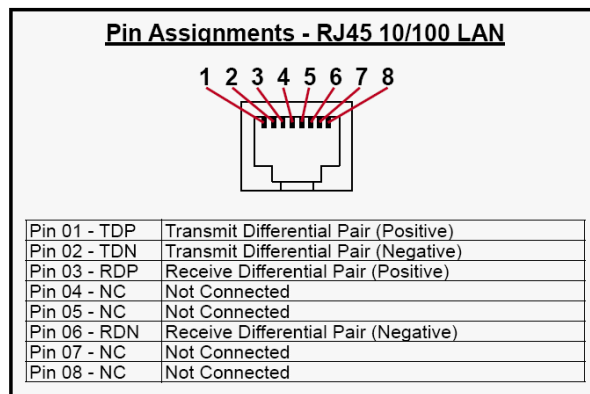 Pin Assignments - RJ45 10/100 LAN
1 2 3 4 5 6 7 8
Pin 01 - TDP Transmit Differential Pair (Positive)
Pin 02 - TDN Transmit Differential Pair (Negative)
Pin 03 - RDP Receive Differential Pair (Positive)
Pin 04 - NC Not Connected
Pin 05 - NC Not Connected
Pin 06 - RDN Receive Differential Pair (Negative)
Pin 07 - NC Not Connected
Pin 08 - NC Not Connected